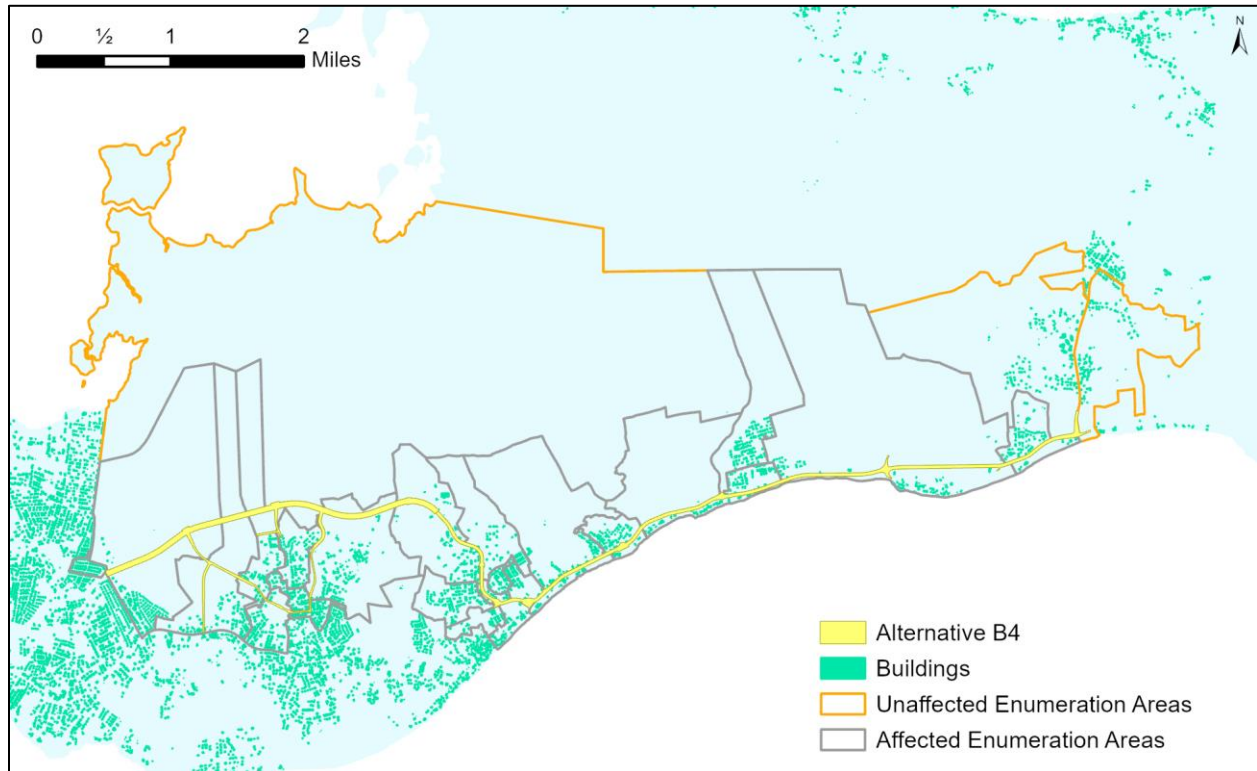 0 ½ 1 2
Miles
N
Alternative B4
Buildings
Unaffected Enumeration Areas
Affected Enumeration Areas